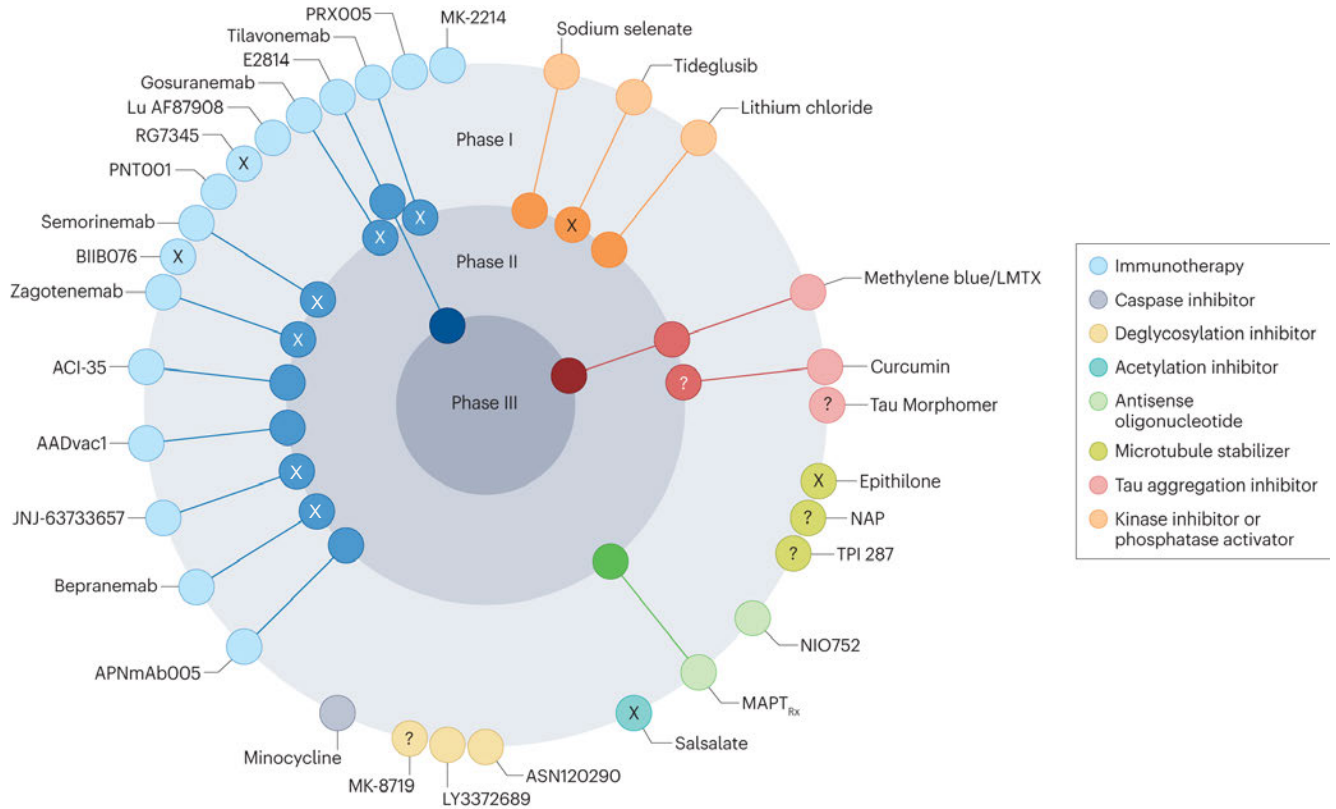 PRX005
MK-2214
Tilavonemab
E2814
Gosuranemab
Lu AF87908
RG7345
X
PNT001
Semorinemab
BIIB076
X
Zagotenemab
ACI-35
AADvac1
JNJ-63733657
Bepranemab
APNmAb005
X
X
X
X
X
X
Minocycline
MK-8719
?
LY3372689
ASN120290
Salsalate
X
MAPTRx
NIO752
TPI 287
?
NAP
?
Epithilone
X
Tau Morphomer
?
Curcumin
?
Methylene blue/LMTX
Lithium chloride
Tideglusib
X
Sodium selenate
Phase I
Phase II
Phase III
Immunotherapy
Caspase inhibitor
Deglycosylation inhibitor
Acetylation inhibitor
Antisense
oligonucleotide
Microtubule stabilizer
Tau aggregation inhibitor
Kinase inhibitor or
phosphatase activator